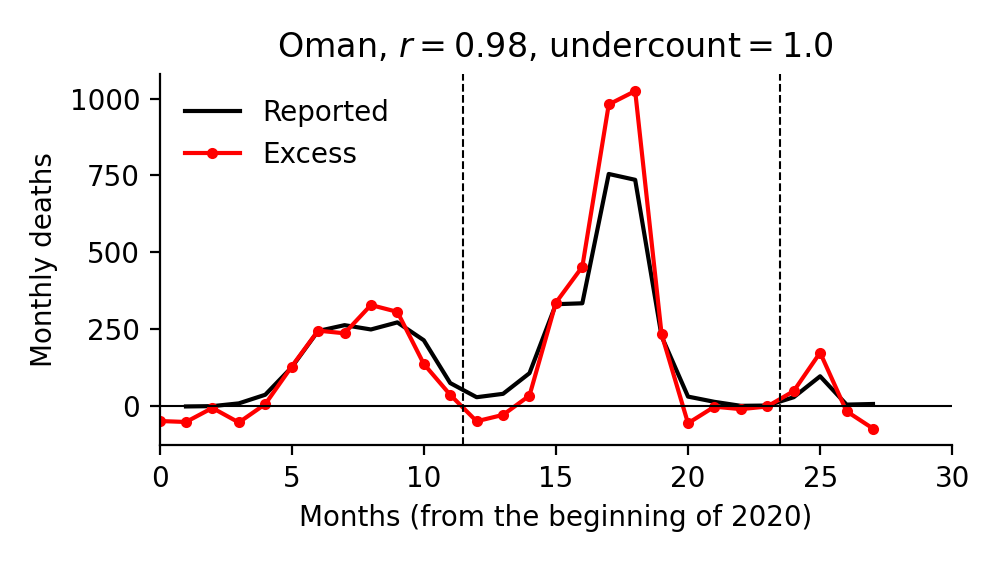 Oman, r = 0.98, undercount = 1.0
Reported
Excess
1000
750
500
250
0
Monthly deaths
0 5 10 15 20 25 30
Months (from the beginning of 2020)